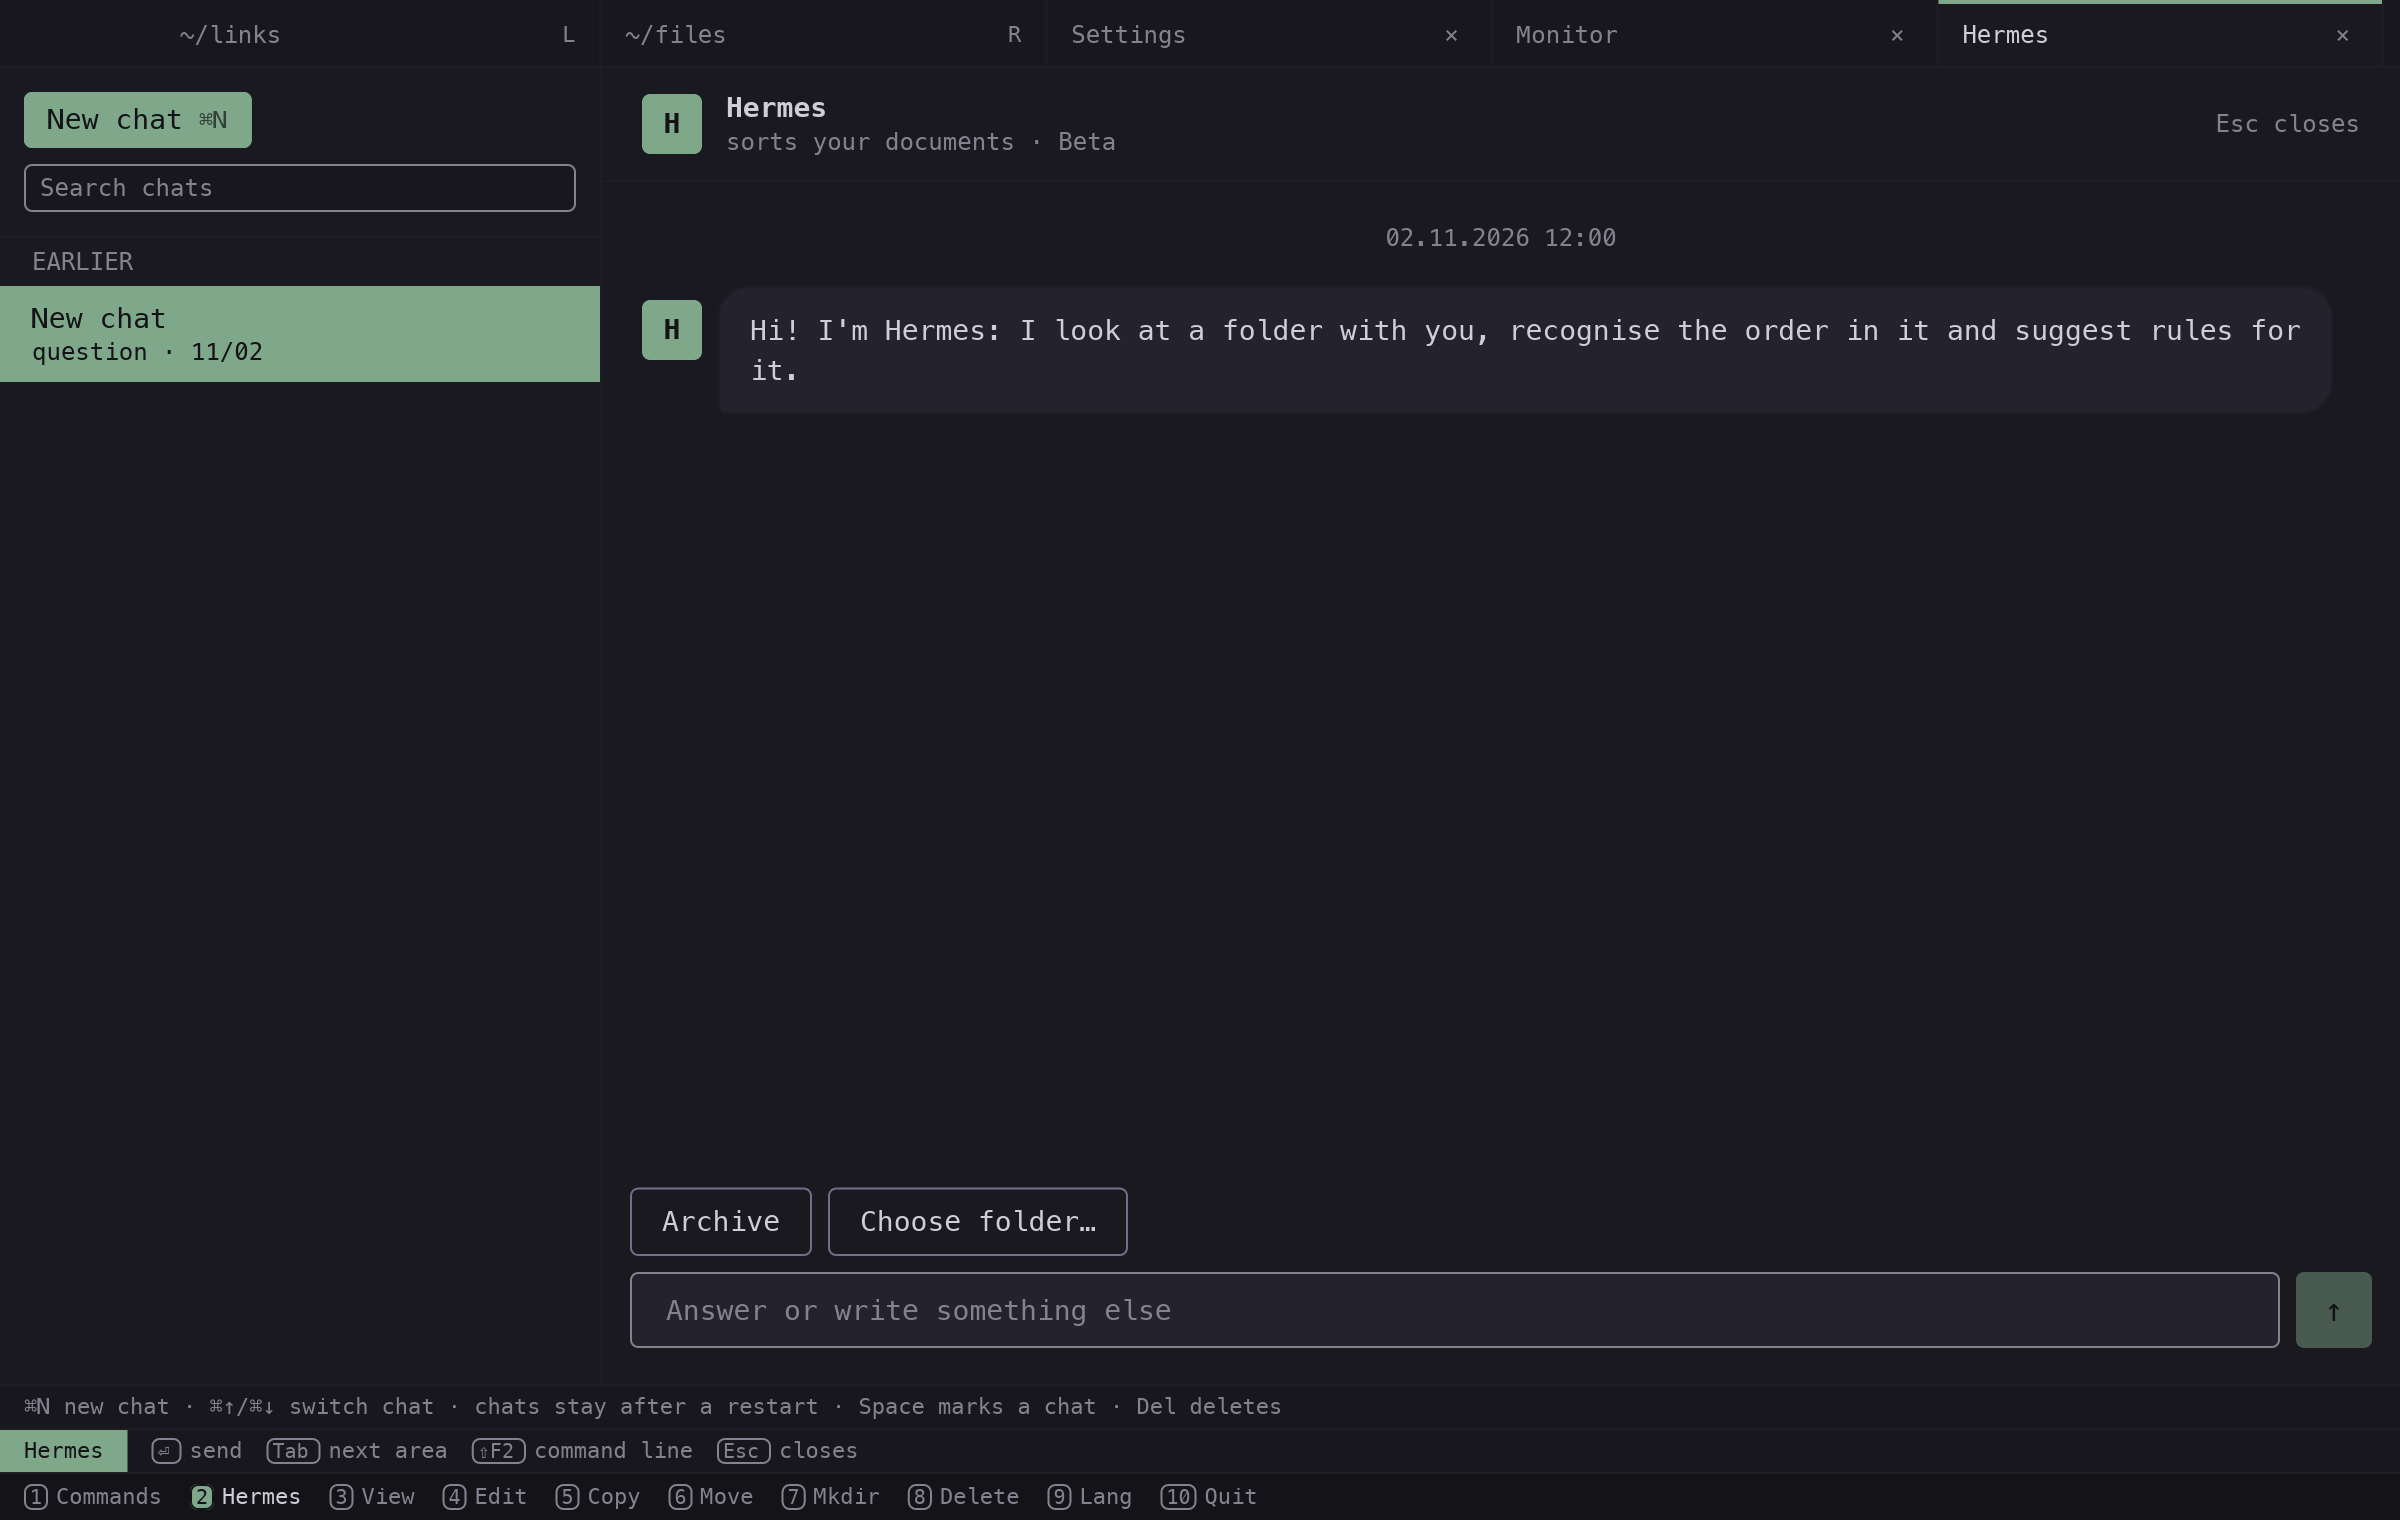 ~/links L ~/files R Settings × Monitor × Hermes ×
New chat ⌘N
Search chats
EARLIER
New chat
question · 11/02
H Hermes
sorts your documents · Beta
Esc closes
02.11.2026 12:00
H Hi! I'm Hermes: I look at a folder with you, recognise the order in it and suggest rules for
it.
Archive Choose folder…
Answer or write something else ↑
⌘N new chat · ⌘↑/⌘↓ switch chat · chats stay after a restart · Space marks a chat · Del deletes
Hermes ⏎ send Tab next area ⇧F2 command line Esc closes
1 Commands 2 Hermes 3 View 4 Edit 5 Copy 6 Move 7 Mkdir 8 Delete 9 Lang 10 Quit